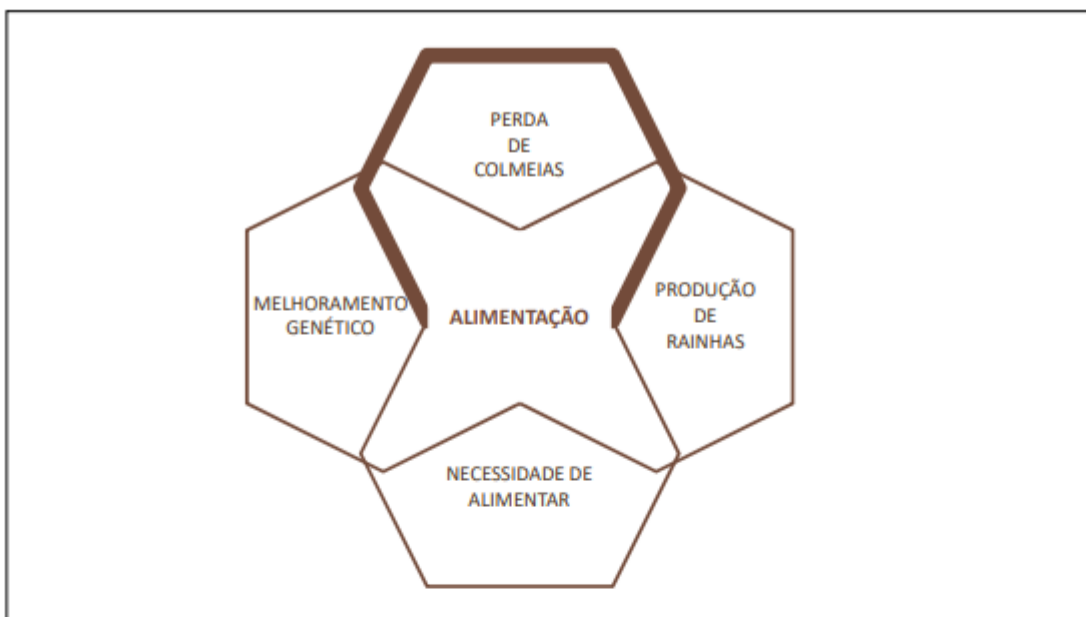 PERDA
DE
COLMEIAS
MELHORAMENTO
GENÉTICO
ALIMENTAÇÃO
PRODUÇÃO
DE
RAINHAS
NECESSIDADE DE
ALIMENTAR